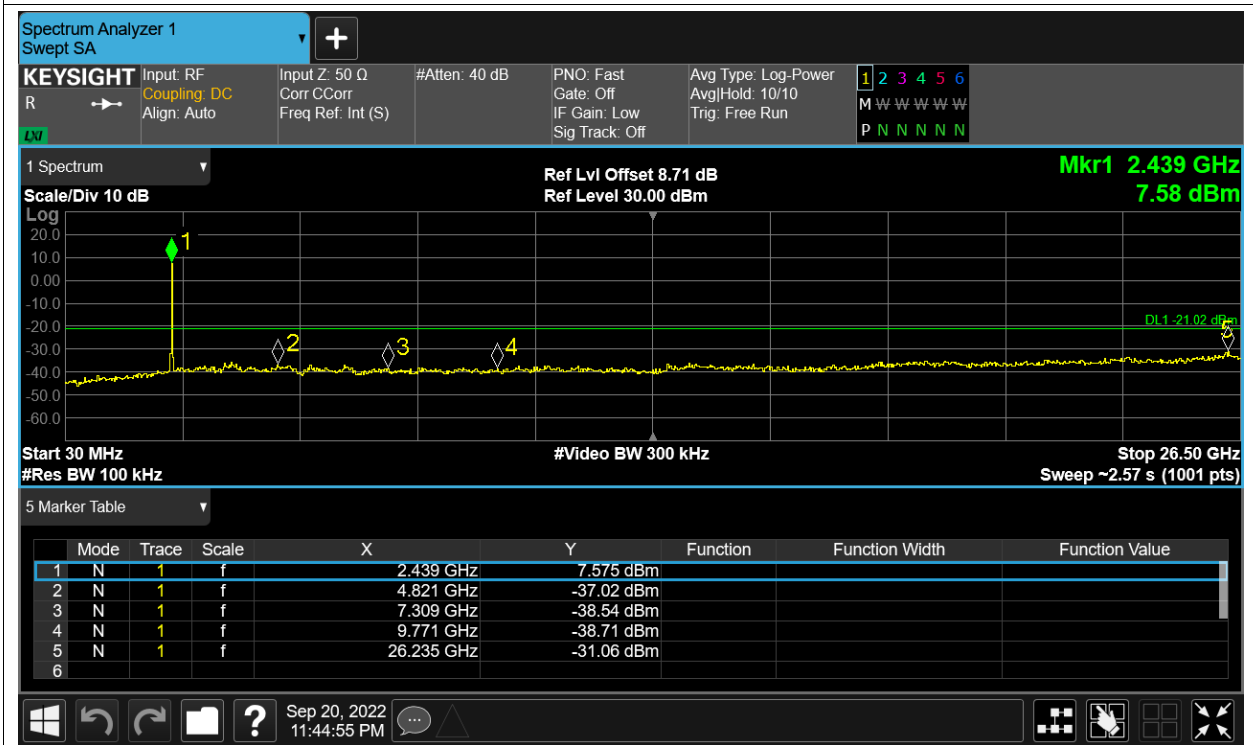 Spectrum Analyzer 1
Swept SA
▼
+
KEYSIGHT Input: RF Input Z: 50 Ω #Atten: 40 dB PNO: Fast Avg Type: Log-Power 1 2 3 4 5 6
R Coupling: DC Corr CCorr Gate: Off Avg|Hold: 10/10 M W W W W W
Align: Auto Freq Ref: Int (S) IF Gain: Low Trig: Free Run
LXI Sig Track: Off P N N N N N
1 Spectrum ▼ Ref Lvl Offset 8.71 dB Mkr1 2.439 GHz
Scale/Div 10 dB Ref Level 30.00 dBm 7.58 dBm
Log
20.0
1
10.0
0.00
-10.0
-20.0
DL1 -21.02 dBm
5
-30.0
2 3 4
-40.0
-50.0
-60.0
Start 30 MHz #Video BW 300 kHz Stop 26.50 GHz
#Res BW 100 kHz Sweep ~2.57 s (1001 pts)
5 Marker Table ▼
Mode Trace Scale X Y Function Function Width Function Value
1 N 1 f 2.439 GHz 7.575 dBm
2 N 1 f 4.821 GHz -37.02 dBm
3 N 1 f 7.309 GHz -38.54 dBm
4 N 1 f 9.771 GHz -38.71 dBm
5 N 1 f 26.235 GHz -31.06 dBm
6
? Sep 20, 2022
11:44:55 PM